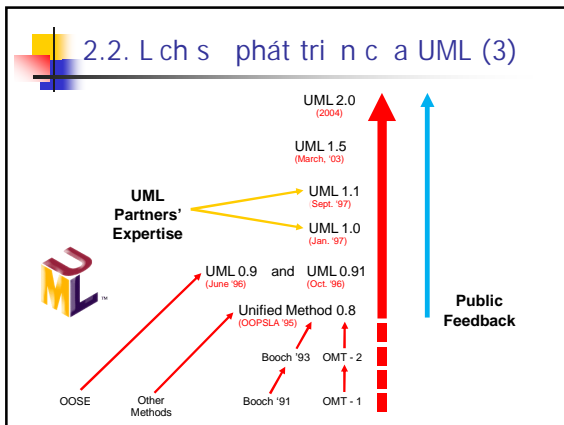 2.2. L ch s phát tri n c a UML (3)
UML 2.0
(2004)
UML 1.5
(March, '03)
UML 1.1
(Sept. '97)
UML
Partners'
Expertise
UML 1.0
(Jan. '97)
UML 0.9 and UML 0.91
(June '96) (Oct. '96)
UML ™
Unified Method 0.8
(OOPSLA '95)
Public
Feedback
Booch '93 OMT - 2
OOSE
Other
Methods
Booch '91 OMT - 1